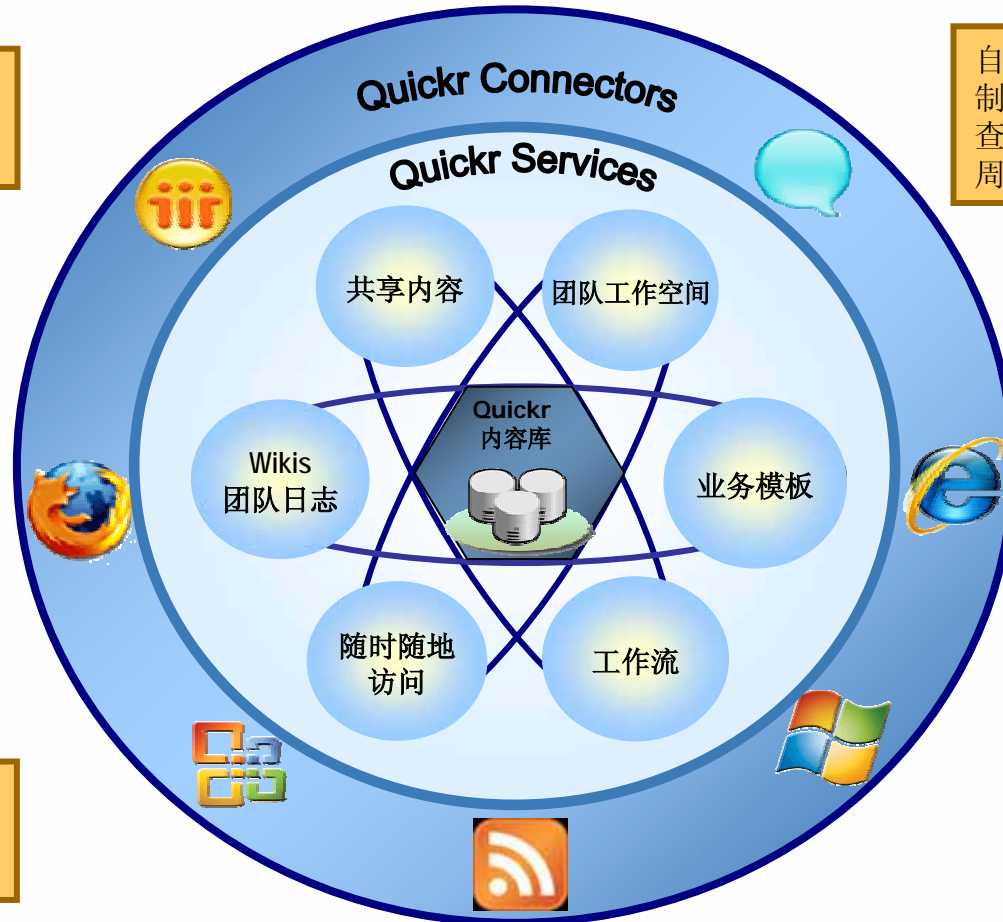 Quickr Connectors
自
制
查
周
Quickr Services
共享内容
团队工作空间
Quickr
内容库
Wikis
团队日志
业务模板
随时随地
访问
工作流